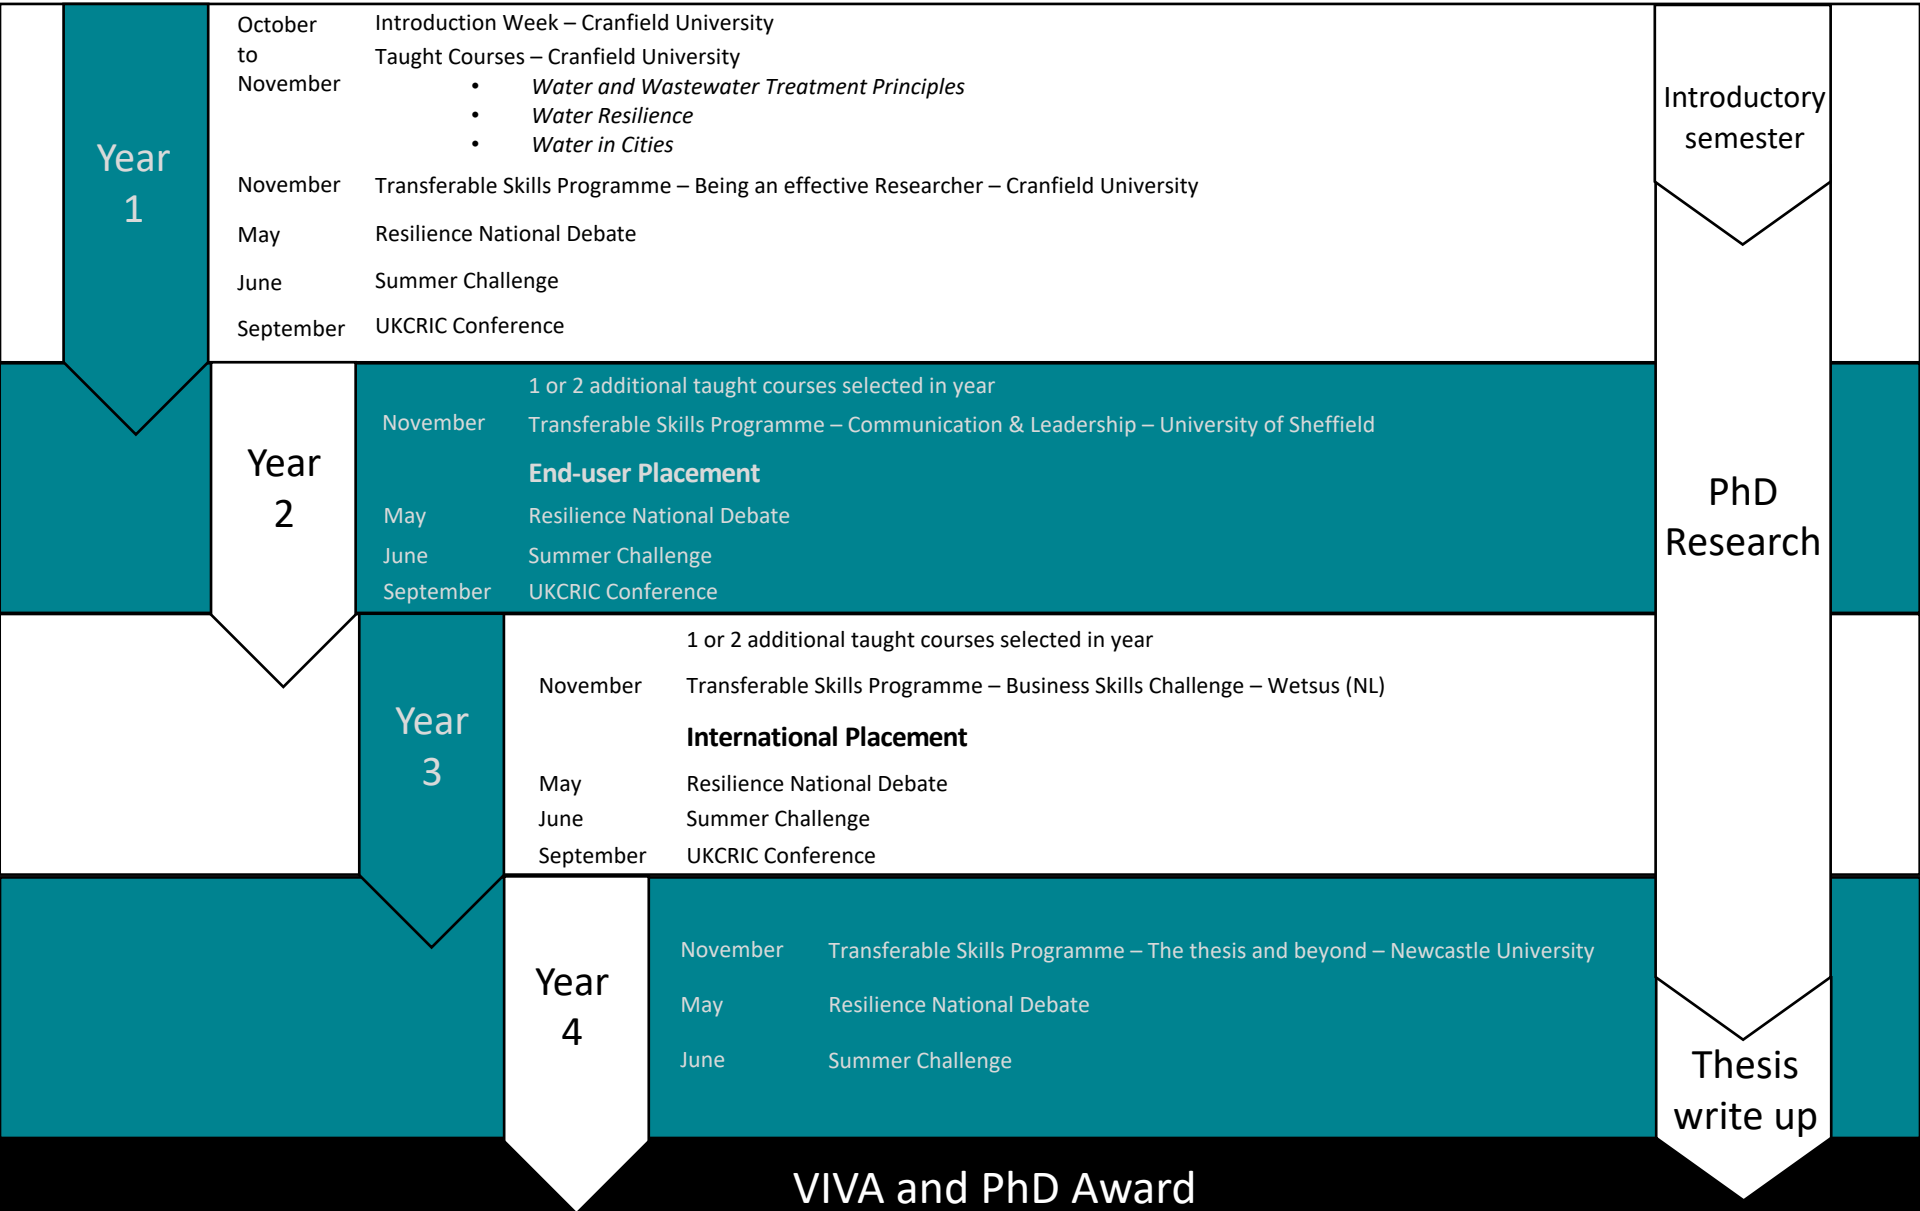 October
to
November
Introduction Week – Cranfield University
Taught Courses – Cranfield University
• Water and Wastewater Treatment Principles
• Water Resilience
• Water in Cities
Year
1
November Transferable Skills Programme – Being an effective Researcher – Cranfield University
May Resilience National Debate
June Summer Challenge
September UKCRIC Conference
Introductory
semester
1 or 2 additional taught courses selected in year
November Transferable Skills Programme – Communication & Leadership – University of Sheffield
Year
2
End-user Placement
May Resilience National Debate
June Summer Challenge
September UKCRIC Conference
PhD
Research
1 or 2 additional taught courses selected in year
November Transferable Skills Programme – Business Skills Challenge – Wetsus (NL)
Year
3
International Placement
May Resilience National Debate
June Summer Challenge
September UKCRIC Conference
Year
4
November Transferable Skills Programme – The thesis and beyond – Newcastle University
May Resilience National Debate
June Summer Challenge
Thesis
write up
VIVA and PhD Award